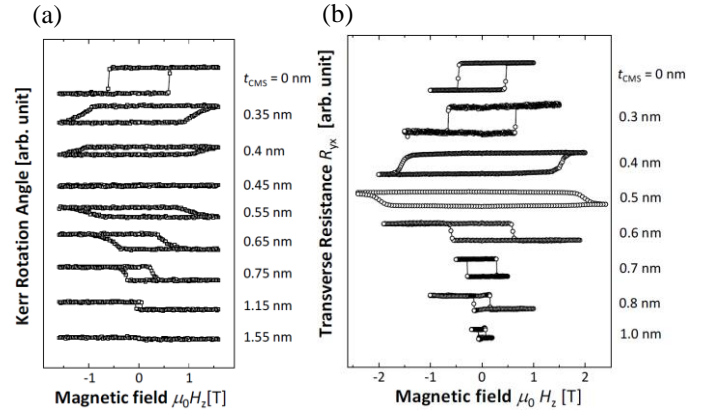 (a)
Kerr Rotation Angle [arb. unit]
t_CMS = 0 nm
0.35 nm
0.4 nm
0.45 nm
0.55 nm
0.65 nm
0.75 nm
1.15 nm
1.55 nm
-1 0 1
Magnetic field μ₀H_z[T]
(b)
Transverse Resistance R_yx [arb. unit]
t_CMS = 0 nm
0.3 nm
0.4 nm
0.5 nm
0.6 nm
0.7 nm
0.8 nm
1.0 nm
-2 -1 0 1 2
Magnetic field μ₀ H_z [T]